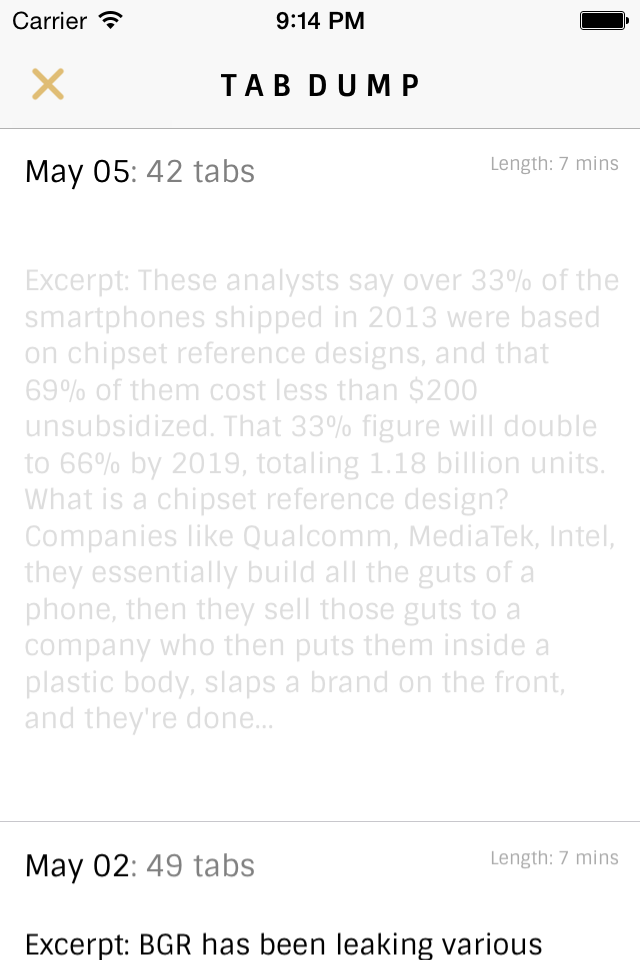 Carrier 9:14 PM
TAB DUMP
May 05: 42 tabs Length: 7 mins
Excerpt: These analysts say over 33% of the
smartphones shipped in 2013 were based
on chipset reference designs, and that
69% of them cost less than $200
unsubsidized. That 33% figure will double
to 66% by 2019, totaling 1.18 billion units.
What is a chipset reference design?
Companies like Qualcomm, MediaTek, Intel,
they essentially build all the guts of a
phone, then they sell those guts to a
company who then puts them inside a
plastic body, slaps a brand on the front,
and they're done...
May 02: 49 tabs Length: 7 mins
Excerpt: BGR has been leaking various